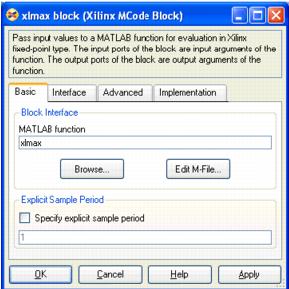 xlmax block (Xilinx MCode Block)
Pass input values to a MATLAB function for evaluation in Xilinx
fixed-point type. The input ports of the block are input arguments of the
function. The output ports of the block are output arguments of the
function.
Basic Interface Advanced Implementation
Block Interface
MATLAB function
xlmax
Browse... Edit M-File...
Explicit Sample Period
Specify explicit sample period
1
OK Cancel Help Apply